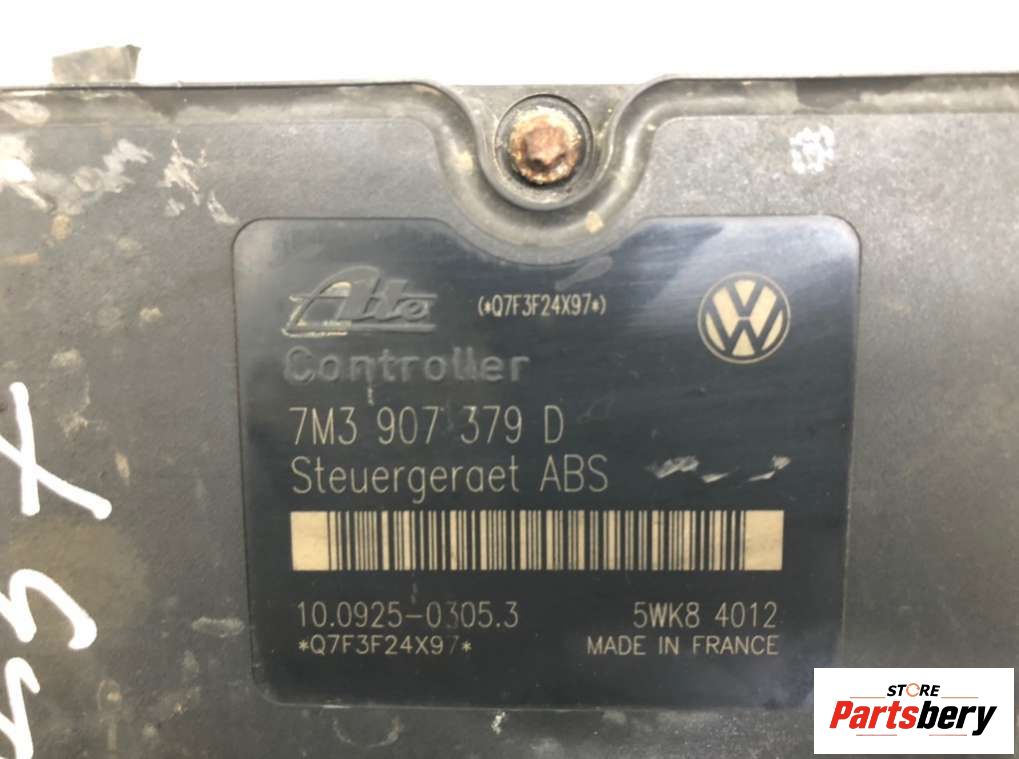 Ate (*Q7F3F24X97*)
Controller
7M3 907 379 D
Steuergeraet ABS
10.0925-0305.3 5WK8 4012
*Q7F3F24X97* MADE IN FRANCE
STORE
Partsbery